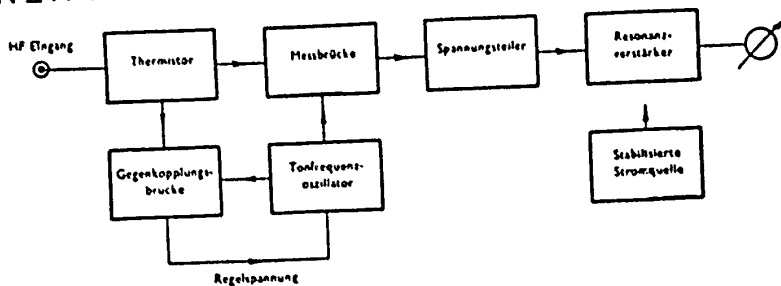 HF Eingang
Thermistor
Messbrücke
Spannungsteiler
Resonanz-
verstärker
Gegenkopplungs-
brücke
Tonfrequenz-
oszillator
Stabilisierte
Stromquelle
Regelspannung